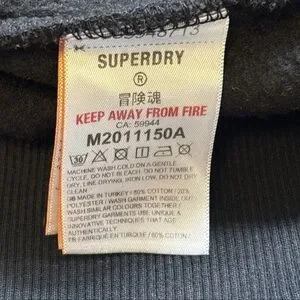 SUPERDRY
®
冒険魂
KEEP AWAY FROM FIRE
CA: 59944
M2011150A
30
MACHINE WASH COLD ON A GENTLE
CYCLE. DO NOT BLEACH. DO NOT TUMBLE
DRY. LINE DRYING. IRON LOW. DO NOT DRY
CLEAN
GB MADE IN TURKEY / 80% COTTON / 20%
POLYESTER / WASH GARMENT INSIDE OUT /
WASH SIMILAR COLOURS TOGETHER /
SUPERDRY GARMENTS USE UNIQUE &
INNOVATIVE TECHNIQUES THAT AGE
AUTHENTICALLY
FR FABRIQUÉ EN TURQUIE / 80% COTON /